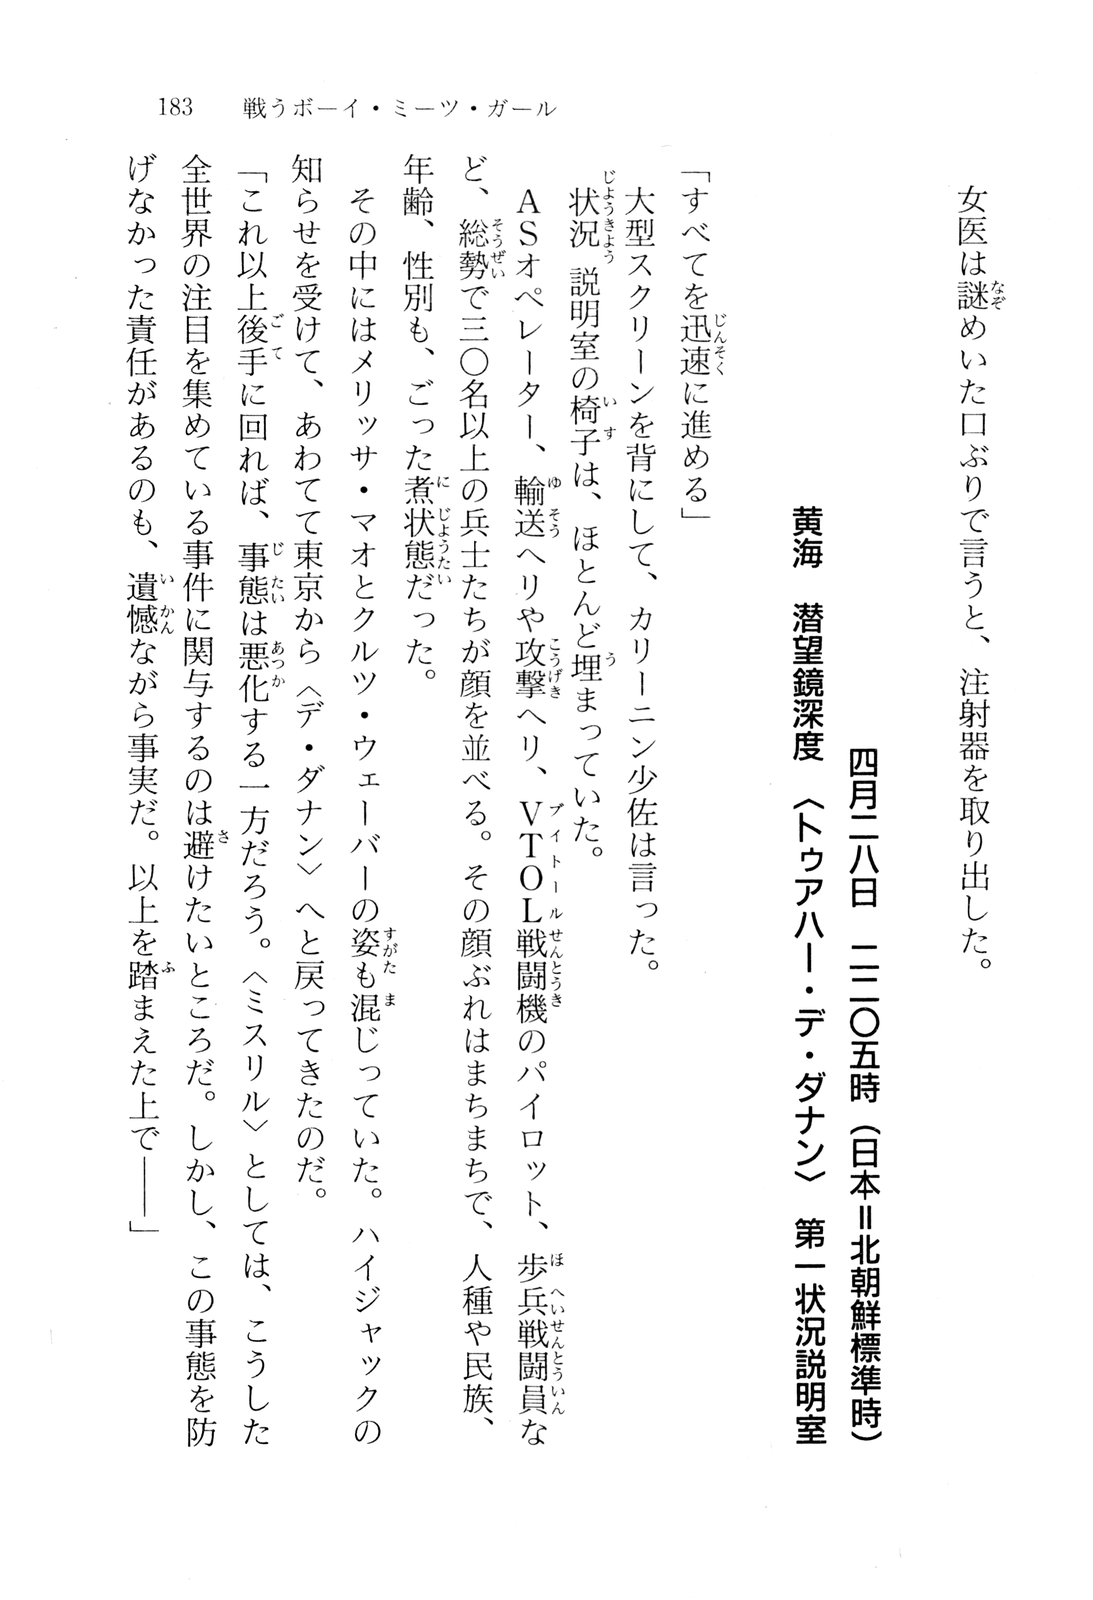 183　戦うボーイ・ミーツ・ガール
女医は謎めいた口ぶりで言うと、注射器を取り出した。
四月二八日　二二〇五時（日本＝北朝鮮標準時）
黄海　潜望鏡深度　〈トゥアハー・デ・ダナン〉　第一状況説明室
「すべてを迅速に進める」
大型スクリーンを背にして、カリーニン少佐は言った。
状況説明室の椅子は、ほとんど埋まっていた。
ＡＳオペレーター、輸送ヘリや攻撃ヘリ、ＶＴＯＬ戦闘機のパイロット、歩兵戦闘員な
ど、総勢で三〇名以上の兵士たちが顔を並べる。その顔ぶれはまちまちで、人種や民族、
年齢、性別も、ごった煮状態だった。
その中にはメリッサ・マオとクルツ・ウェーバーの姿も混じっていた。ハイジャックの
知らせを受けて、あわてて東京から〈デ・ダナン〉へと戻ってきたのだ。
「これ以上後手に回れば、事態は悪化する一方だろう。〈ミスリル〉としては、こうした
全世界の注目を集めている事件に関与するのは避けたいところだ。しかし、この事態を防
げなかった責任があるのも、遺憾ながら事実だ。以上を踏まえた上で――」